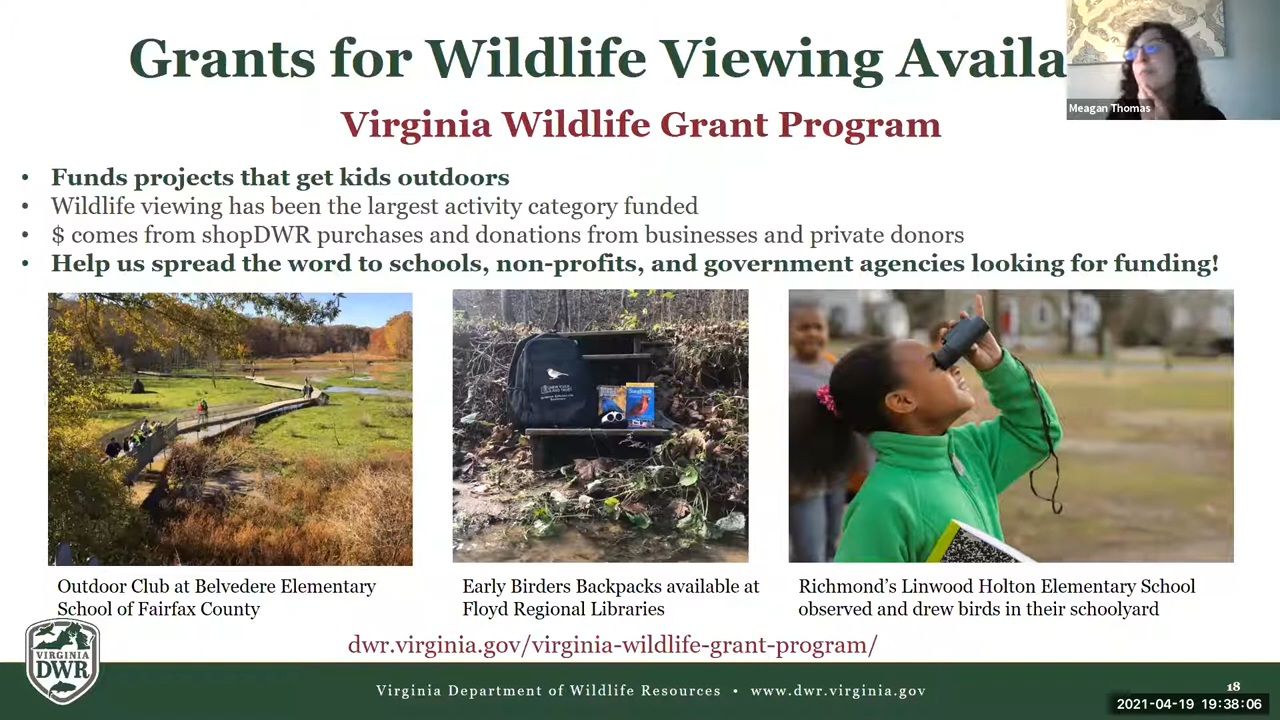 Grants for Wildlife Viewing Availa
Meagan Thomas
Virginia Wildlife Grant Program
• Funds projects that get kids outdoors
• Wildlife viewing has been the largest activity category funded
• $ comes from shopDWR purchases and donations from businesses and private donors
• Help us spread the word to schools, non-profits, and government agencies looking for funding!
Outdoor Club at Belvedere Elementary
School of Fairfax County
Early Birders Backpacks available at
Floyd Regional Libraries
Richmond's Linwood Holton Elementary School
observed and drew birds in their schoolyard
dwr.virginia.gov/virginia-wildlife-grant-program/
VIRGINIA
DWR
Virginia Department of Wildlife Resources • www.dwr.virginia.gov
18
2021-04-19 19:38:06